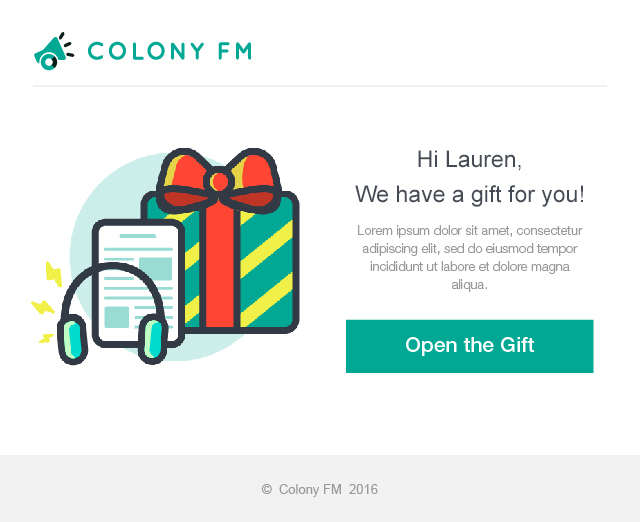 COLONY FM
Hi Lauren,
We have a gift for you!
Lorem ipsum dolor sit amet, consectetur
adipiscing elit, sed do eiusmod tempor
incididunt ut labore et dolore magna
aliqua.
Open the Gift
© Colony FM 2016